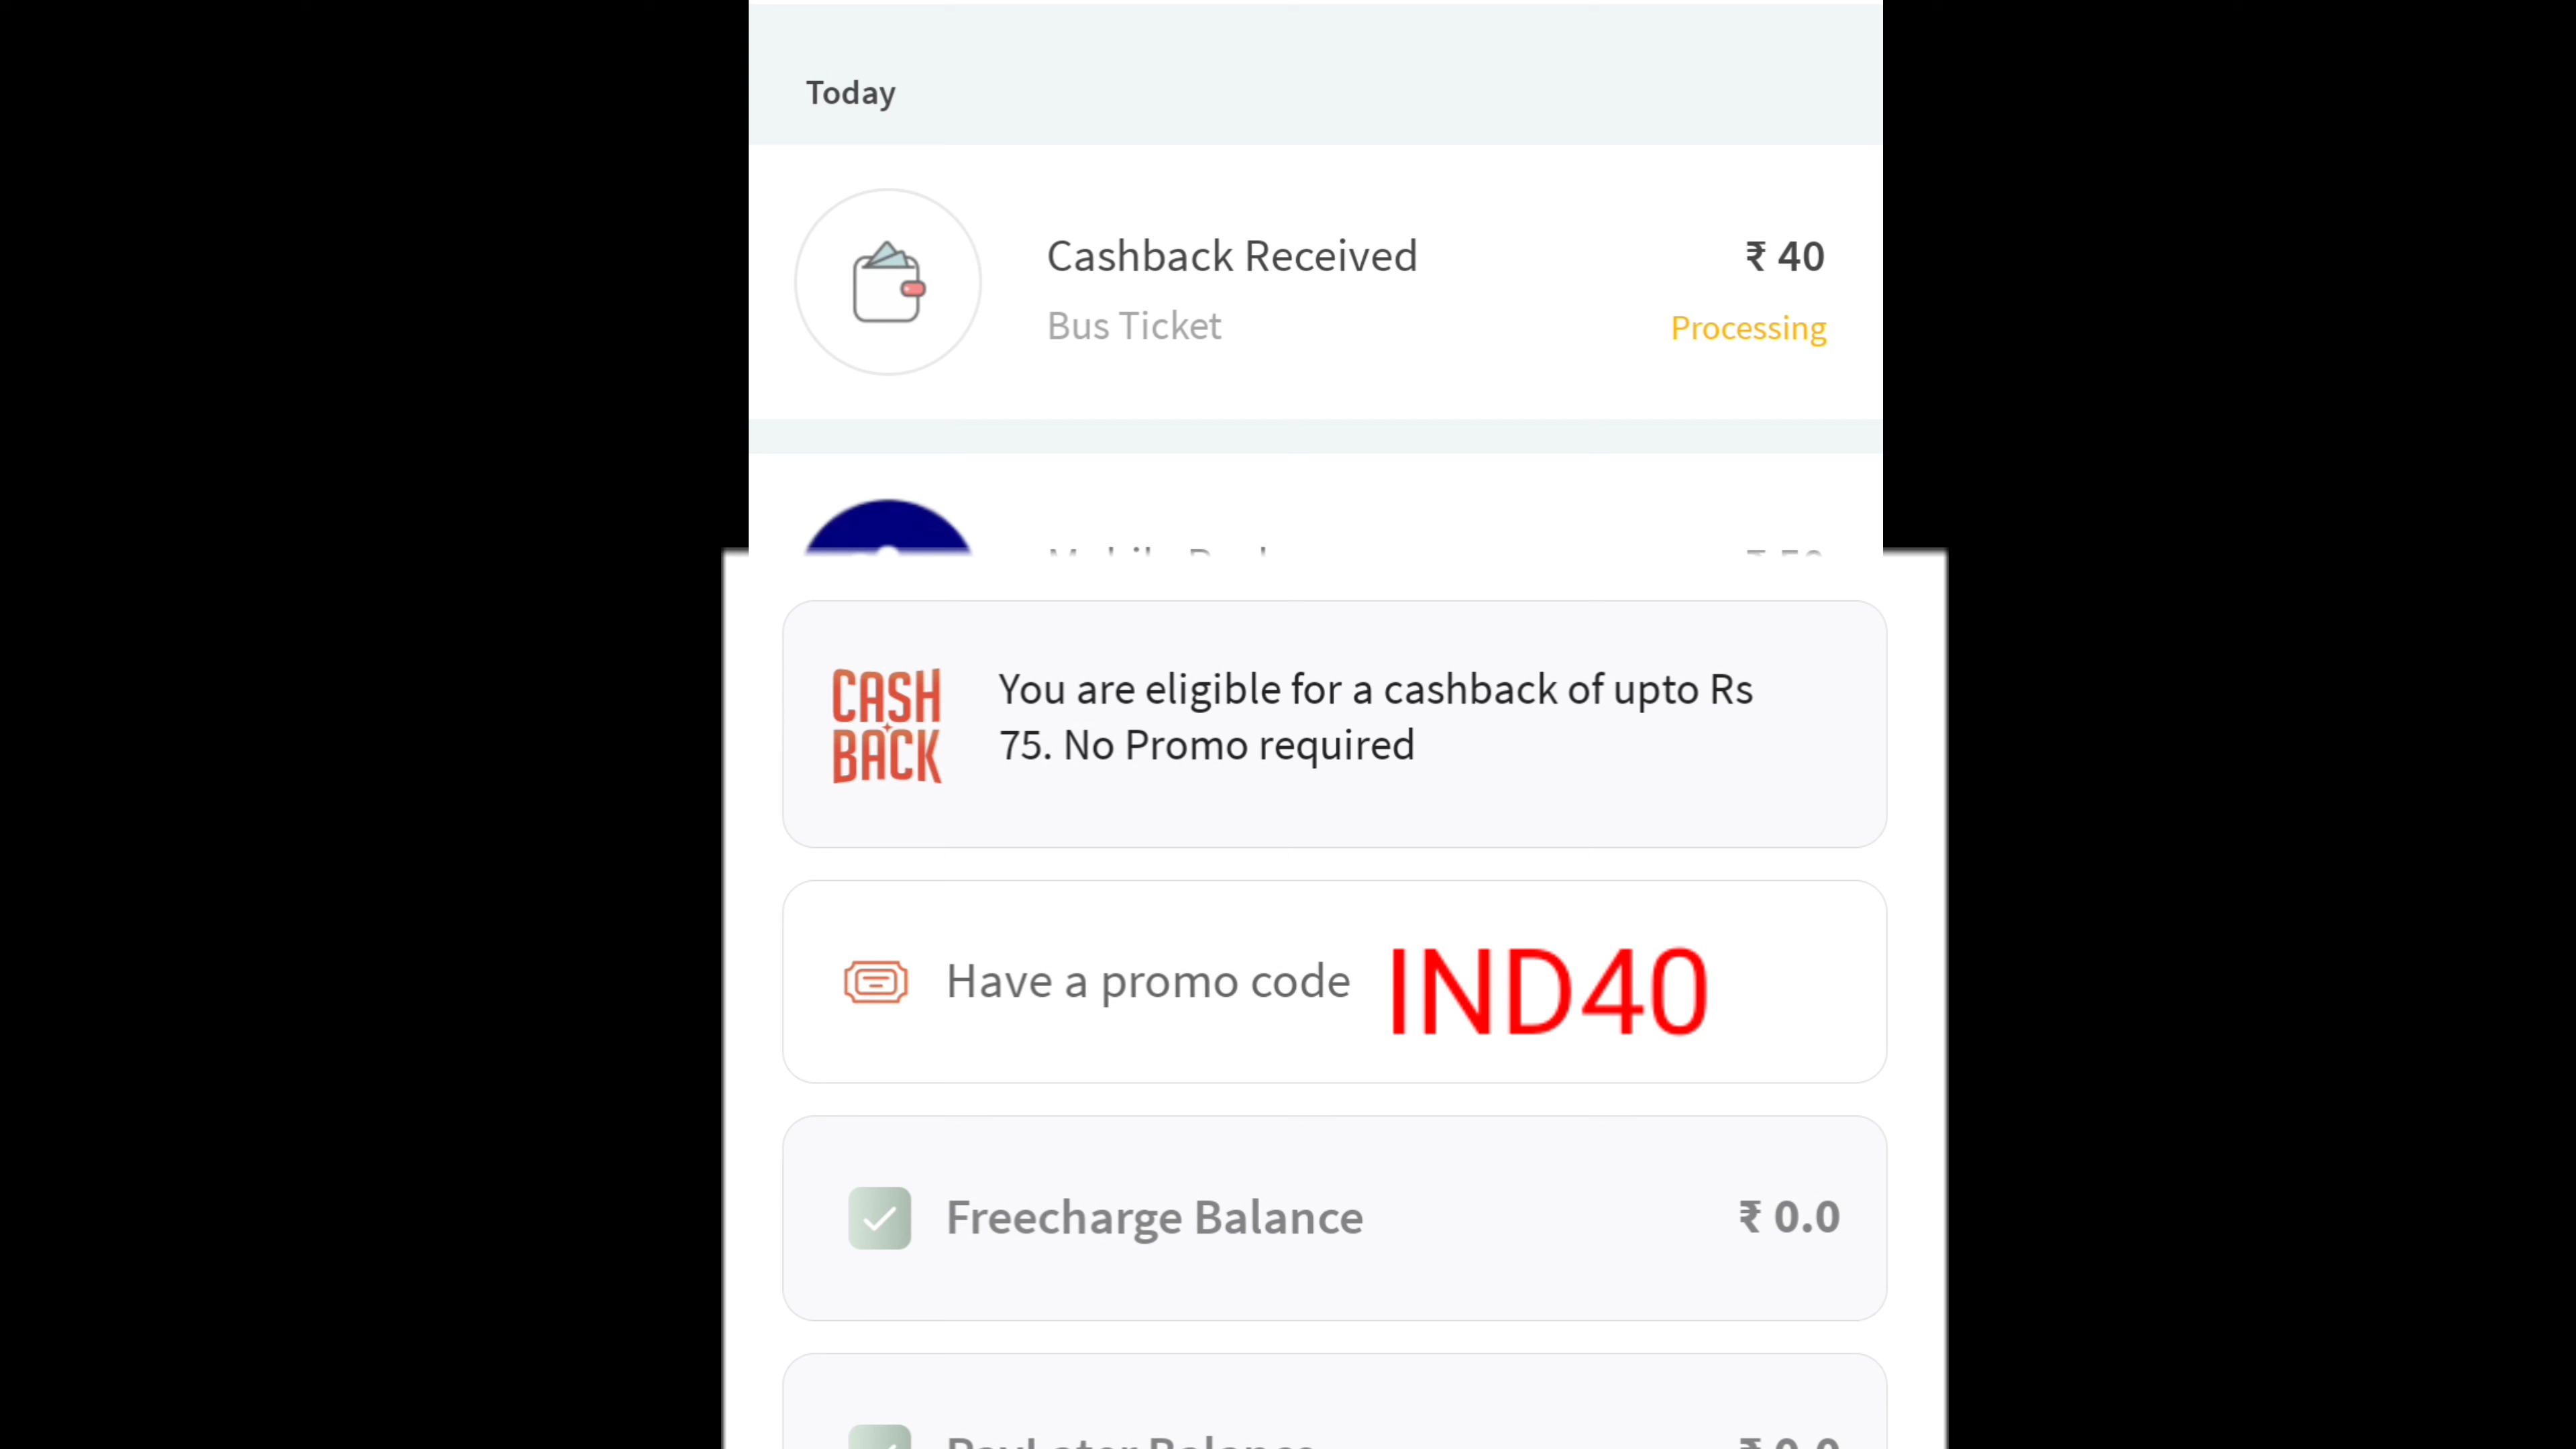 Today
Cashback Received ₹ 40
Bus Ticket Processing
CASH
BACK
You are eligible for a cashback of upto Rs
75. No Promo required
Have a promo code IND40
Freecharge Balance ₹ 0.0